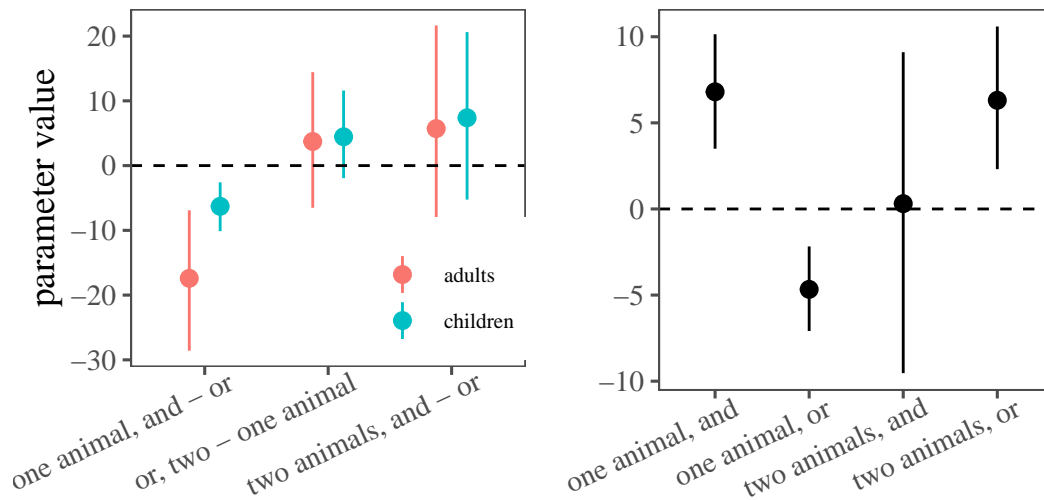 parameter value
20
10
0
−10
−20
−30
adults
children
one animal, and − or
or, two − one animal
two animals, and − or
10
5
0
−5
−10
one animal, and
one animal, or
two animals, and
two animals, or